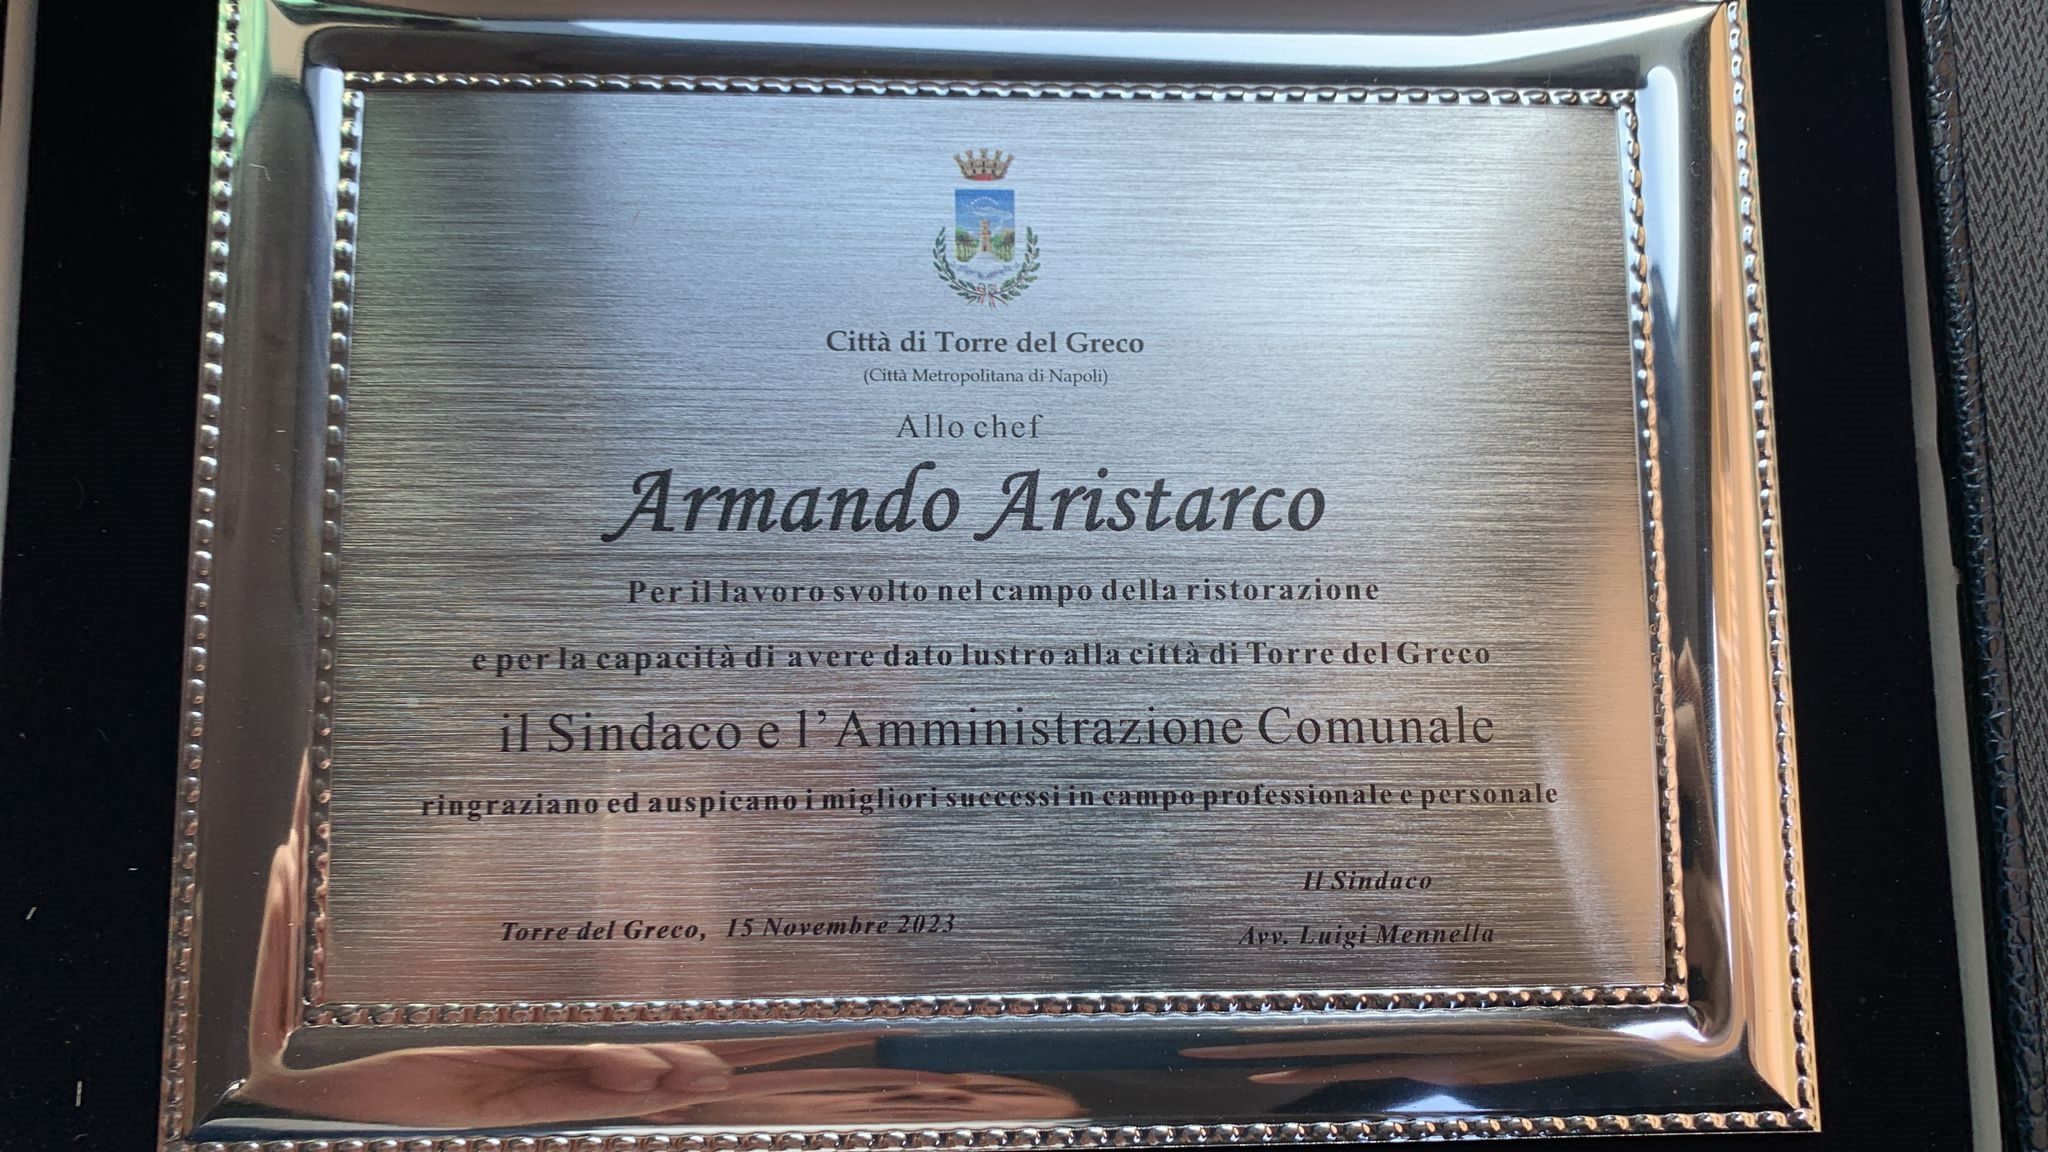 Città di Torre del Greco
(Città Metropolitana di Napoli)
Allo chef
Armando Aristarco
Per il lavoro svolto nel campo della ristorazione
e per la capacità di avere dato lustro alla città di Torre del Greco
il Sindaco e l'Amministrazione Comunale
ringraziano ed auspicano i migliori successi in campo professionale e personale
Il Sindaco
Torre del Greco, 15 Novembre 2023
Avv. Luigi Mennella